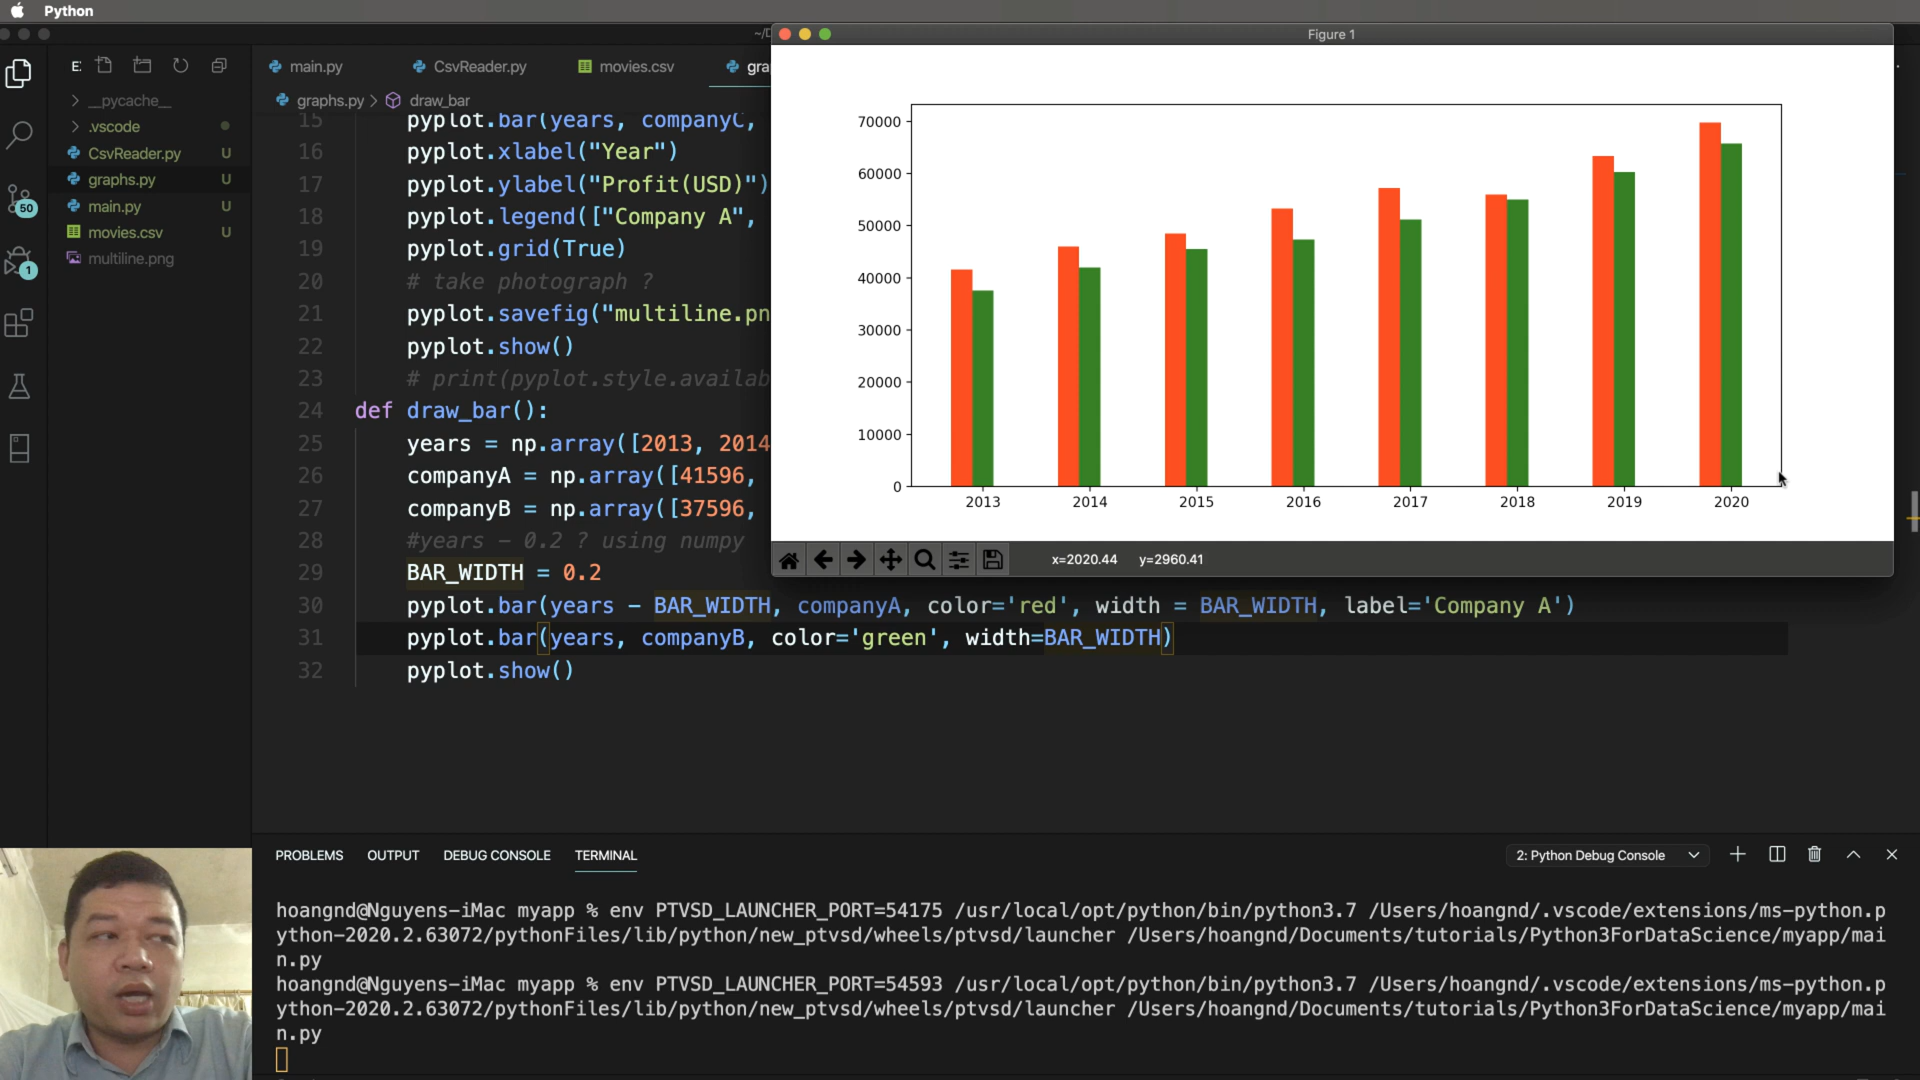 Python
~/D
Figure 1
E:
main.py
CsvReader.py
movies.csv
gra
__pycache__
.vscode
CsvReader.py U
graphs.py U
main.py U
movies.csv U
multiline.png
50
1
graphs.py > draw_bar
15 pyplot.bar(years, companyC,
16 pyplot.xlabel("Year")
17 pyplot.ylabel("Profit(USD)")
18 pyplot.legend(["Company A",
19 pyplot.grid(True)
20 # take photograph ?
21 pyplot.savefig("multiline.pn
22 pyplot.show()
23 # print(pyplot.style.availab
24 def draw_bar():
25 years = np.array([2013, 2014
26 companyA = np.array([41596,
27 companyB = np.array([37596,
28 #years - 0.2 ? using numpy
29 BAR_WIDTH = 0.2
30 pyplot.bar(years - BAR_WIDTH, companyA, color='red', width = BAR_WIDTH, label='Company A')
31 pyplot.bar(years, companyB, color='green', width=BAR_WIDTH)
32 pyplot.show()
70000
60000
50000
40000
30000
20000
10000
0
2013 2014 2015 2016 2017 2018 2019 2020
x=2020.44 y=2960.41
PROBLEMS OUTPUT DEBUG CONSOLE TERMINAL
2: Python Debug Console
hoangnd@Nguyens-iMac myapp % env PTVSD_LAUNCHER_PORT=54175 /usr/local/opt/python/bin/python3.7 /Users/hoangnd/.vscode/extensions/ms-python.p
ython-2020.2.63072/pythonFiles/lib/python/new_ptvsd/wheels/ptvsd/launcher /Users/hoangnd/Documents/tutorials/Python3ForDataScience/myapp/mai
n.py
hoangnd@Nguyens-iMac myapp % env PTVSD_LAUNCHER_PORT=54593 /usr/local/opt/python/bin/python3.7 /Users/hoangnd/.vscode/extensions/ms-python.p
ython-2020.2.63072/pythonFiles/lib/python/new_ptvsd/wheels/ptvsd/launcher /Users/hoangnd/Documents/tutorials/Python3ForDataScience/myapp/mai
n.py